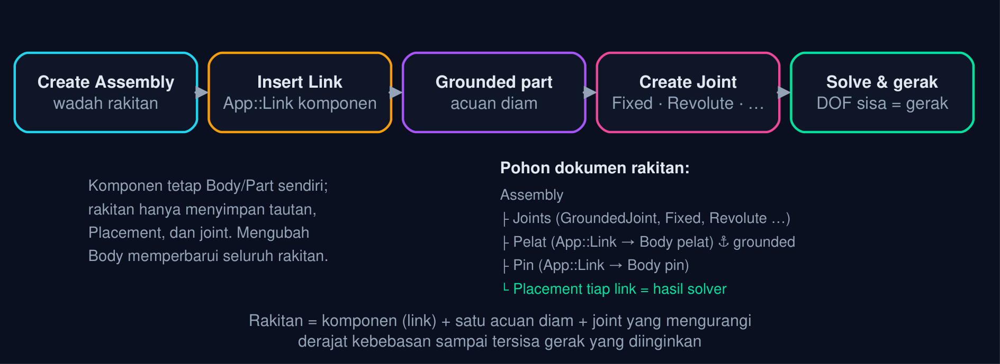 Create Assembly
wadah rakitan
Insert Link
App::Link komponen
Grounded part
acuan diam
Create Joint
Fixed · Revolute · …
Solve & gerak
DOF sisa = gerak
Komponen tetap Body/Part sendiri;
rakitan hanya menyimpan tautan,
Placement, dan joint. Mengubah
Body memperbarui seluruh rakitan.
Pohon dokumen rakitan:
Assembly
├ Joints (GroundedJoint, Fixed, Revolute …)
├ Pelat (App::Link → Body pelat) ⚓ grounded
├ Pin (App::Link → Body pin)
└ Placement tiap link = hasil solver
Rakitan = komponen (link) + satu acuan diam + joint yang mengurangi
derajat kebebasan sampai tersisa gerak yang diinginkan